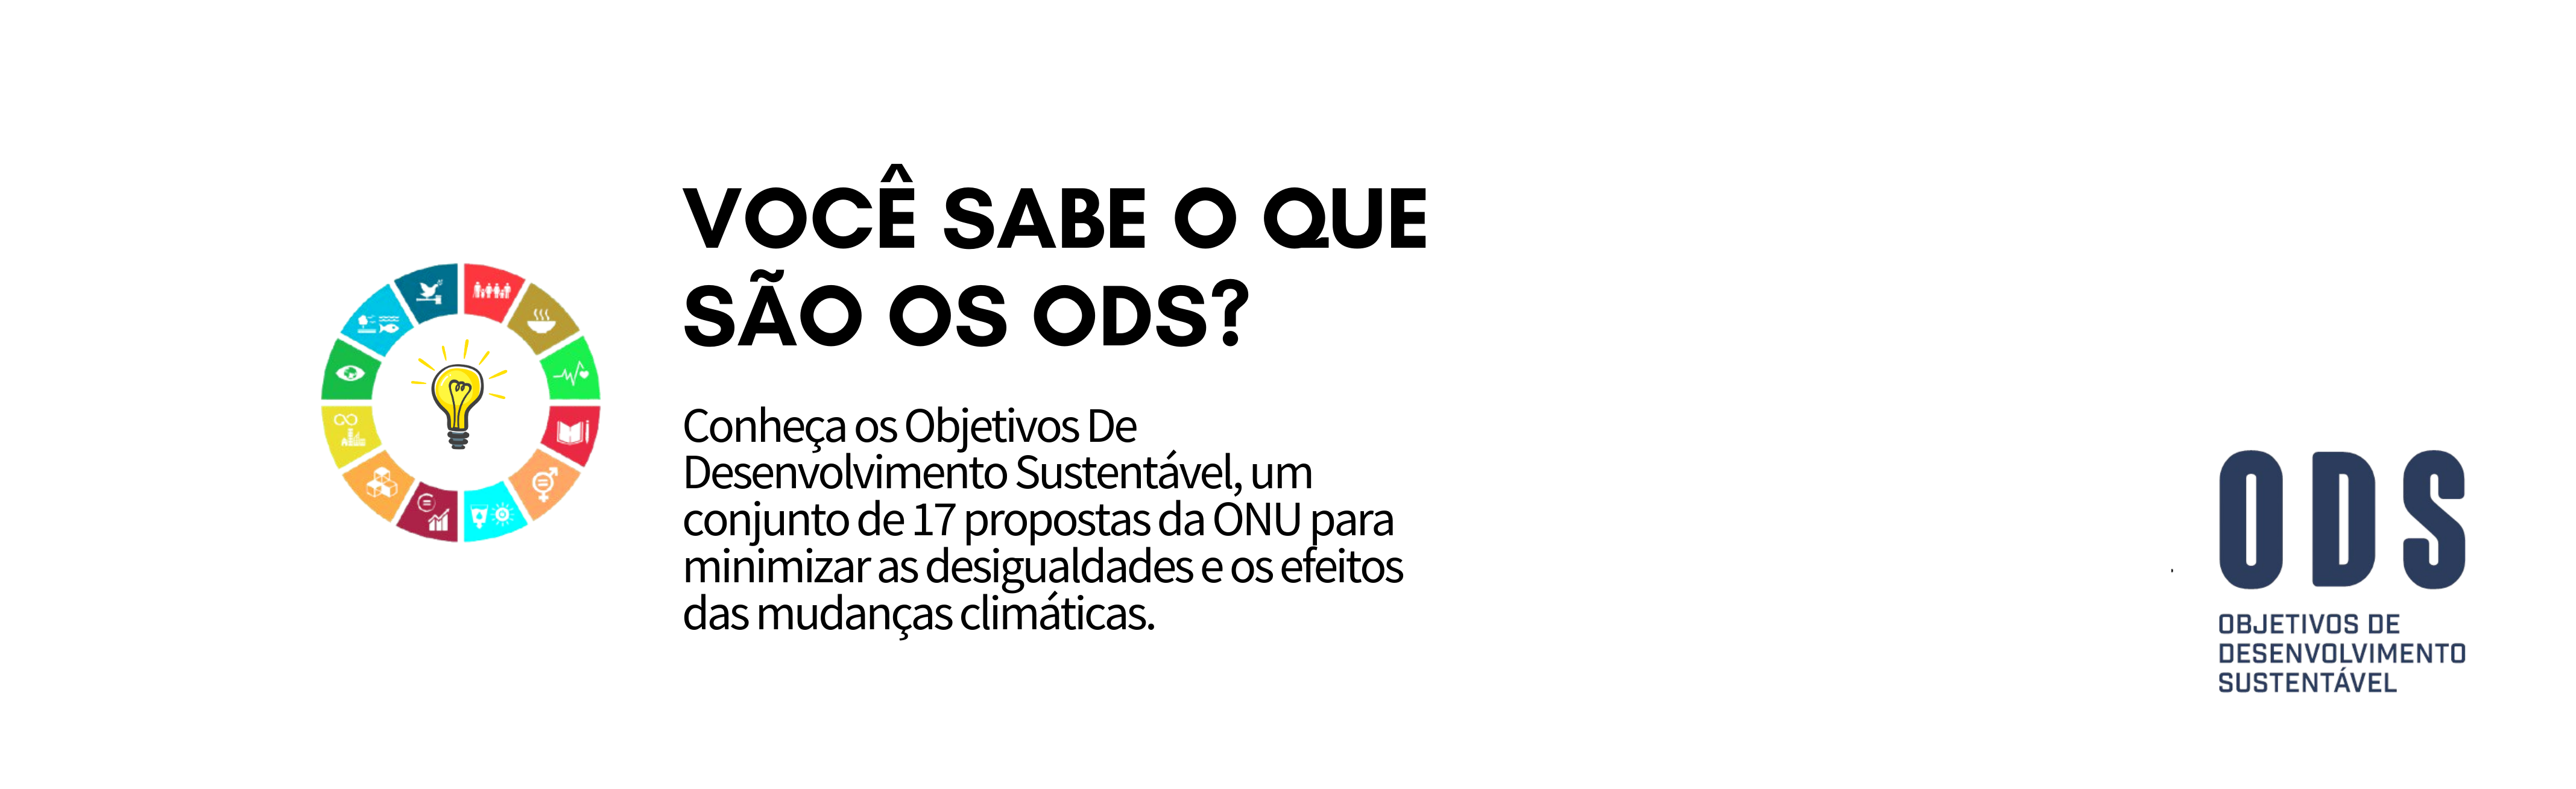 VOCÊ SABE O QUE
SÃO OS ODS?
Conheça os Objetivos De
Desenvolvimento Sustentável, um
conjunto de 17 propostas da ONU para
minimizar as desigualdades e os efeitos
das mudanças climáticas.
ODS
OBJETIVOS DE
DESENVOLVIMENTO
SUSTENTÁVEL